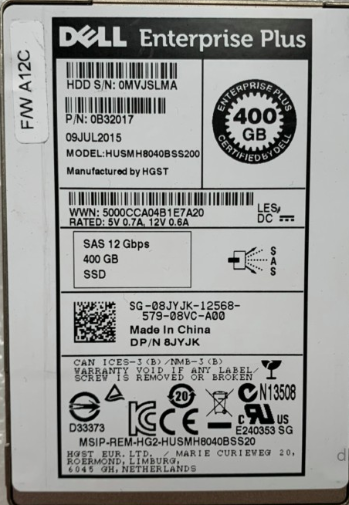 DELL Enterprise Plus
F/W A12C
HDD S/N: 0MVJSLMA
P/N: 0B32017
09JUL2015
MODEL:HUSMH8040BSS200
Manufactured by HGST
ENTERPRISE PLUS
400
GB
CERTIFIED BY DELL
WWN: 5000CCA04B1E7A20
RATED: 5V 0.7A, 12V 0.6A
LES
DC
SAS 12 Gbps
400 GB
SSD
SAS
SG-08JYJK-12568-
579-08VC-A00
Made in China
DP/N 8JYJK
CAN ICES-3(B)/NMB-3(B)
WARRANTY VOID IF ANY LABEL/
SCREW IS REMOVED OR BROKEN
N13508
D33373
20
CE
C US
E240353 SG
MSIP-REM-HG2-HUSMH8040BSS20
HGST EUR. LTD. / MARIE CURIEWEG 20,
ROERMOND, LIMBURG,
6045 GH, NETHERLANDS